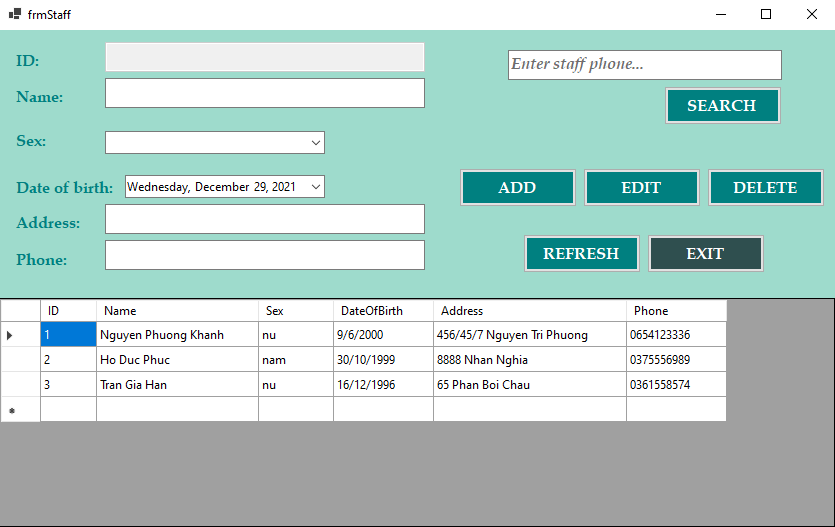 frmStaff
ID:
Enter staff phone...
Name:
SEARCH
Sex:
Date of birth: Wednesday, December 29, 2021
ADD EDIT DELETE
Address:
Phone:
REFRESH EXIT
ID Name Sex DateOfBirth Address Phone
1 Nguyen Phuong Khanh nu 9/6/2000 456/45/7 Nguyen Tri Phuong 0654123336
2 Ho Duc Phuc nam 30/10/1999 8888 Nhan Nghia 0375556989
3 Tran Gia Han nu 16/12/1996 65 Phan Boi Chau 0361558574